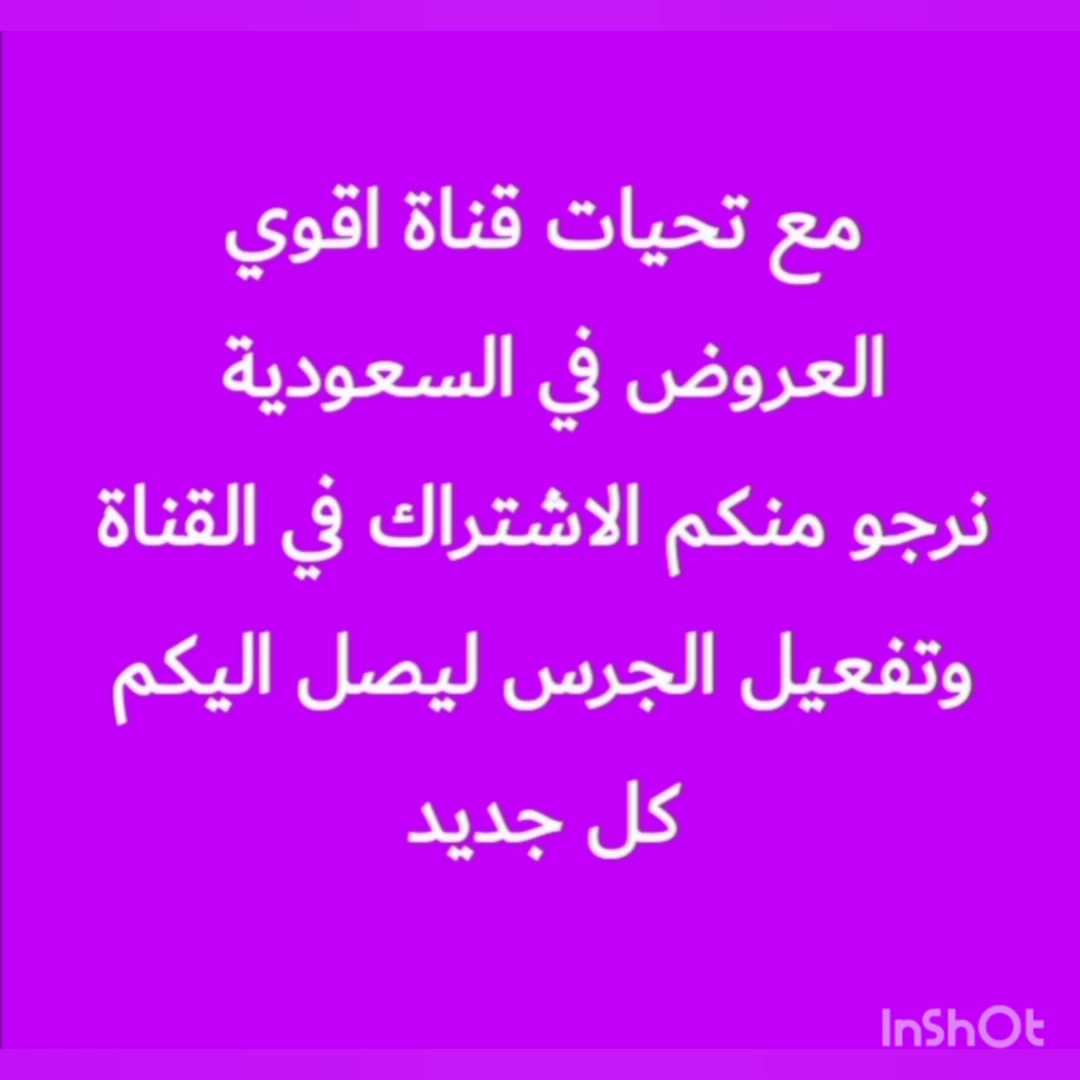 مع تحيات قناة اقوي
العروض في السعودية
نرجو منكم الاشتراك في القناة
وتفعيل الجرس ليصل اليكم
كل جديد
InShOt